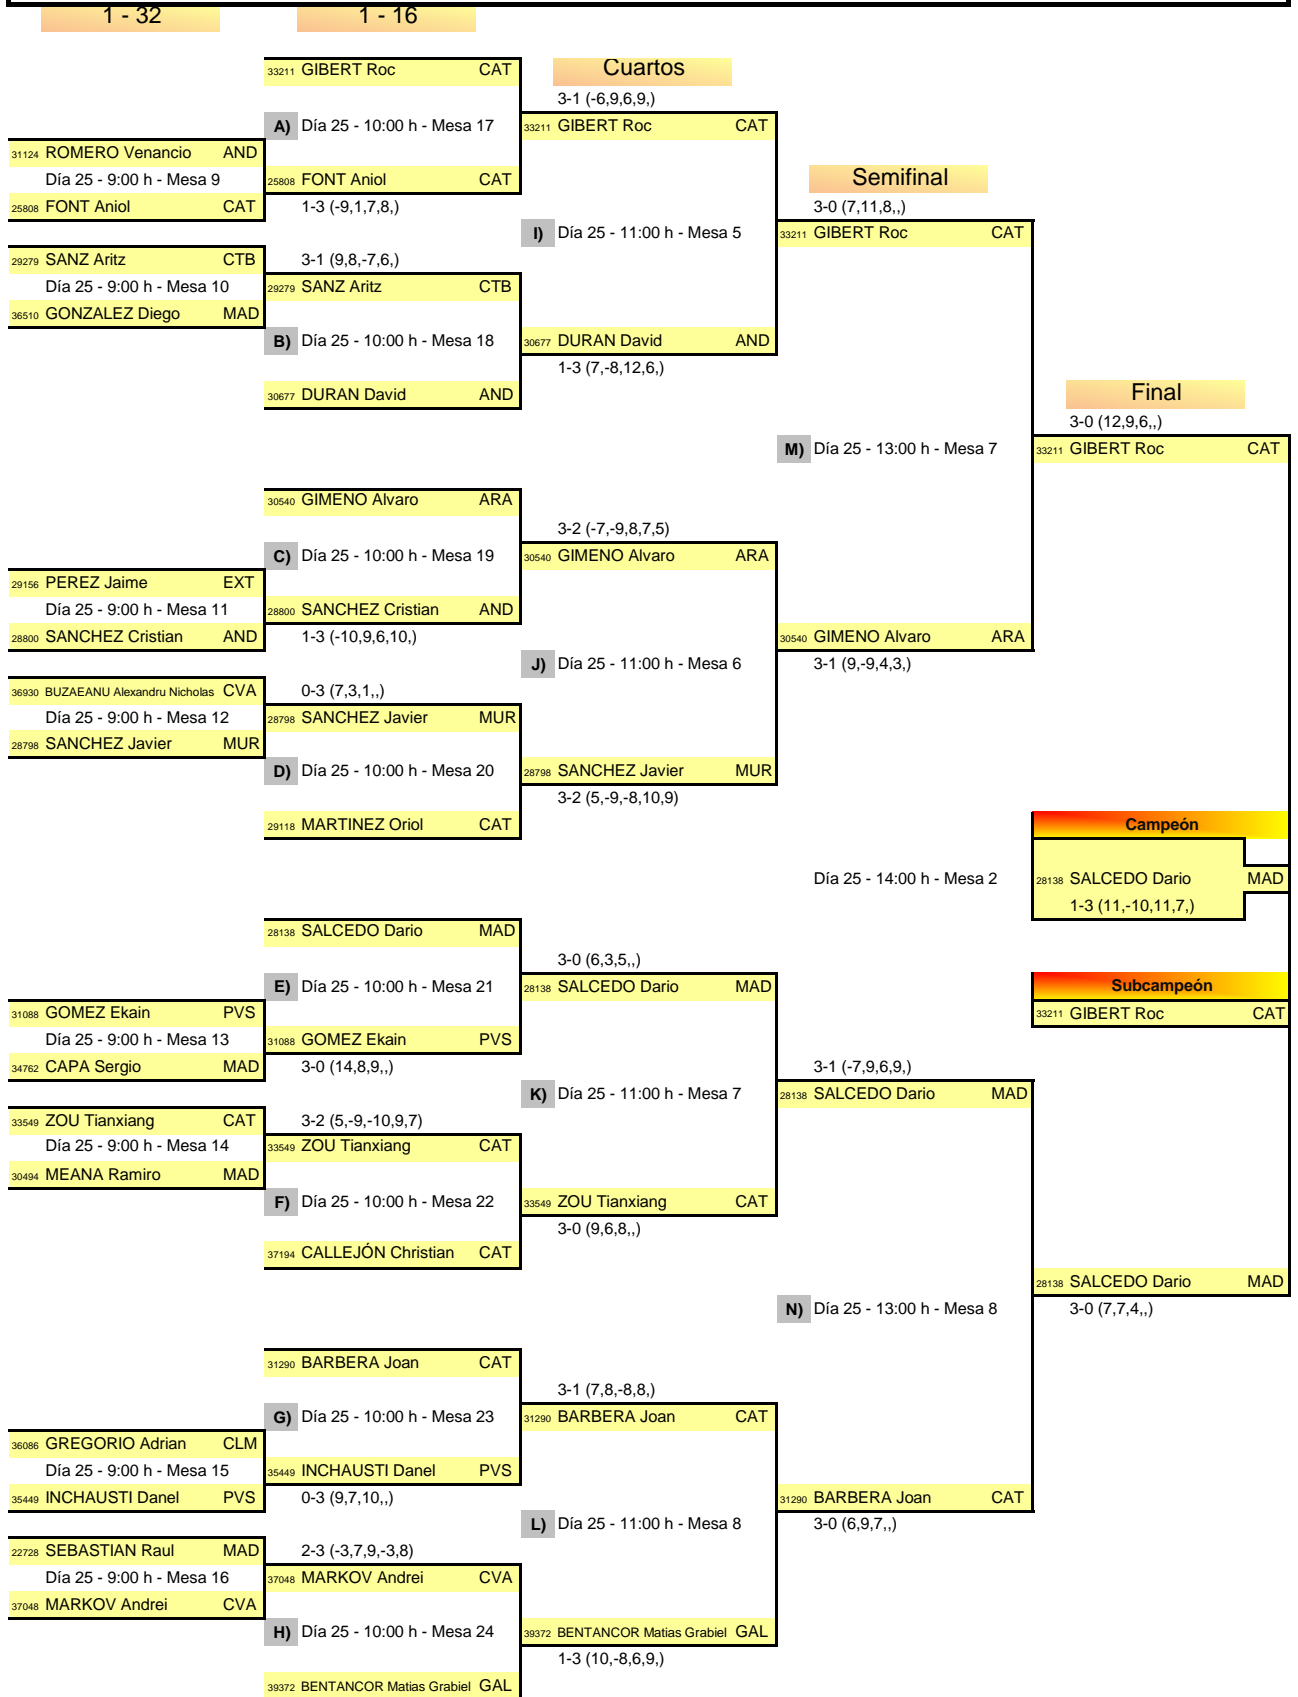 1 - 32
1 - 16
33211 GIBERT Roc CAT
Cuartos
3-1 (-6,9,6,9,)
A) Día 25 - 10:00 h - Mesa 17
33211 GIBERT Roc CAT
31124 ROMERO Venancio AND
Día 25 - 9:00 h - Mesa 9
25808 FONT Aniol CAT
Semifinal
25808 FONT Aniol CAT
1-3 (-9,1,7,8,)
3-0 (7,11,8,,)
I) Día 25 - 11:00 h - Mesa 5
33211 GIBERT Roc CAT
29279 SANZ Aritz CTB
3-1 (9,8,-7,6,)
Día 25 - 9:00 h - Mesa 10
29279 SANZ Aritz CTB
36510 GONZALEZ Diego MAD
B) Día 25 - 10:00 h - Mesa 18
30677 DURAN David AND
1-3 (7,-8,12,6,)
30677 DURAN David AND
Final
3-0 (12,9,6,,)
M) Día 25 - 13:00 h - Mesa 7
33211 GIBERT Roc CAT
30540 GIMENO Alvaro ARA
3-2 (-7,-9,8,7,5)
C) Día 25 - 10:00 h - Mesa 19
30540 GIMENO Alvaro ARA
29156 PEREZ Jaime EXT
Día 25 - 9:00 h - Mesa 11
28800 SANCHEZ Cristian AND
28800 SANCHEZ Cristian AND
1-3 (-10,9,6,10,)
30540 GIMENO Alvaro ARA
J) Día 25 - 11:00 h - Mesa 6
3-1 (9,-9,4,3,)
36930 BUZAEANU Alexandru Nicholas CVA
0-3 (7,3,1,,)
Día 25 - 9:00 h - Mesa 12
28798 SANCHEZ Javier MUR
28798 SANCHEZ Javier MUR
D) Día 25 - 10:00 h - Mesa 20
28798 SANCHEZ Javier MUR
3-2 (5,-9,-8,10,9)
29118 MARTINEZ Oriol CAT
Campeón
Día 25 - 14:00 h - Mesa 2
28138 SALCEDO Dario MAD
1-3 (11,-10,11,7,)
28138 SALCEDO Dario MAD
3-0 (6,3,5,,)
E) Día 25 - 10:00 h - Mesa 21
28138 SALCEDO Dario MAD
Subcampeón
31088 GOMEZ Ekain PVS
33211 GIBERT Roc CAT
Día 25 - 9:00 h - Mesa 13
31088 GOMEZ Ekain PVS
34762 CAPA Sergio MAD
3-0 (14,8,9,,)
3-1 (-7,9,6,9,)
K) Día 25 - 11:00 h - Mesa 7
28138 SALCEDO Dario MAD
33549 ZOU Tianxiang CAT
3-2 (5,-9,-10,9,7)
Día 25 - 9:00 h - Mesa 14
33549 ZOU Tianxiang CAT
30494 MEANA Ramiro MAD
F) Día 25 - 10:00 h - Mesa 22
33549 ZOU Tianxiang CAT
3-0 (9,6,8,,)
37194 CALLEJÓN Christian CAT
28138 SALCEDO Dario MAD
N) Día 25 - 13:00 h - Mesa 8
3-0 (7,7,4,,)
31290 BARBERA Joan CAT
3-1 (7,8,-8,8,)
G) Día 25 - 10:00 h - Mesa 23
31290 BARBERA Joan CAT
36086 GREGORIO Adrian CLM
Día 25 - 9:00 h - Mesa 15
35449 INCHAUSTI Danel PVS
35449 INCHAUSTI Danel PVS
0-3 (9,7,10,,)
31290 BARBERA Joan CAT
L) Día 25 - 11:00 h - Mesa 8
3-0 (6,9,7,,)
22728 SEBASTIAN Raul MAD
2-3 (-3,7,9,-3,8)
Día 25 - 9:00 h - Mesa 16
37048 MARKOV Andrei CVA
37048 MARKOV Andrei CVA
H) Día 25 - 10:00 h - Mesa 24
39372 BENTANCOR Matias Grabiel GAL
1-3 (10,-8,6,9,)
39372 BENTANCOR Matias Grabiel GAL